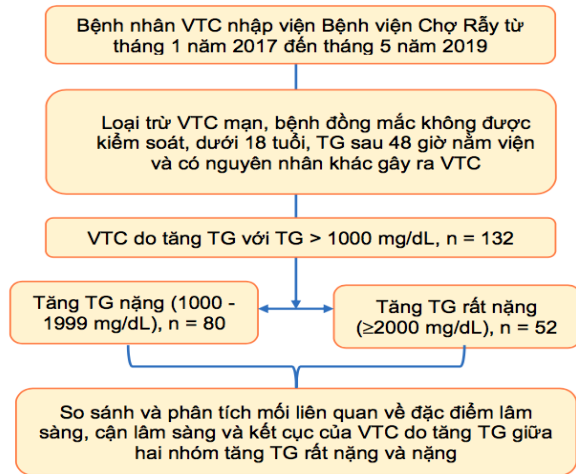 Bệnh nhân VTC nhập viện Bệnh viện Chợ Rẫy từ
tháng 1 năm 2017 đến tháng 5 năm 2019
Loại trừ VTC mạn, bệnh đồng mắc không được
kiểm soát, dưới 18 tuổi, TG sau 48 giờ nằm viện
và có nguyên nhân khác gây ra VTC
VTC do tăng TG với TG > 1000 mg/dL, n = 132
Tăng TG nặng (1000 -
1999 mg/dL), n = 80
Tăng TG rất nặng
(≥2000 mg/dL), n = 52
So sánh và phân tích mối liên quan về đặc điểm lâm
sàng, cận lâm sàng và kết cục của VTC do tăng TG giữa
hai nhóm tăng TG rất nặng và nặng